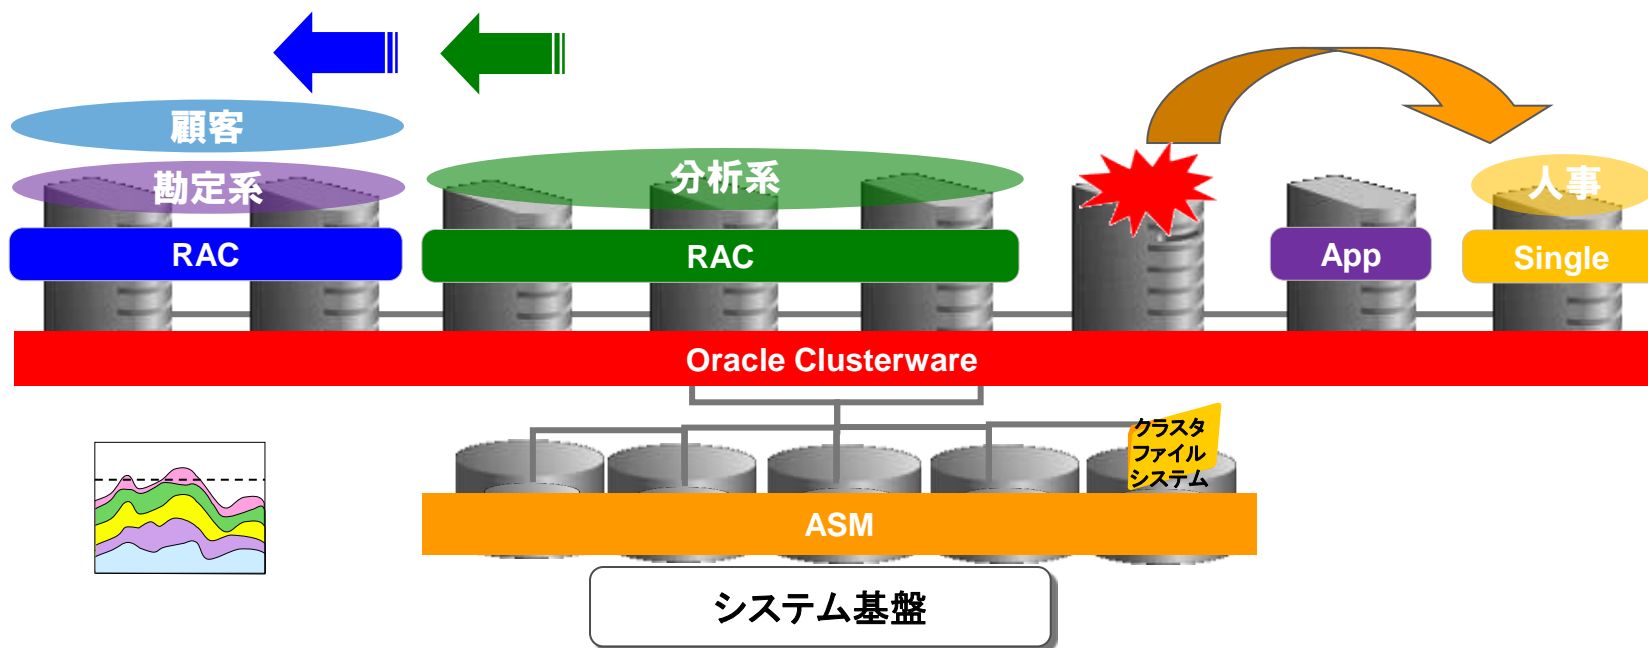 顧客
勘定系
分析系
人事
RAC
RAC
App
Single
Oracle Clusterware
クラスタ
ファイル
システム
ASM
システム基盤